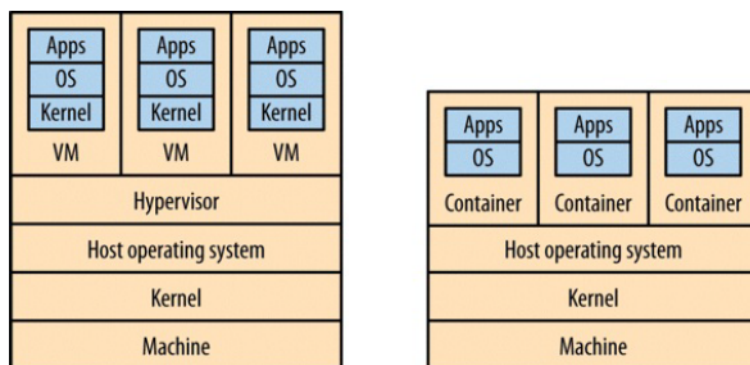 Apps Apps Apps
OS OS OS
Kernel Kernel Kernel
VM VM VM
Hypervisor
Host operating system
Kernel
Machine
Apps Apps Apps
OS OS OS
Container Container Container
Host operating system
Kernel
Machine